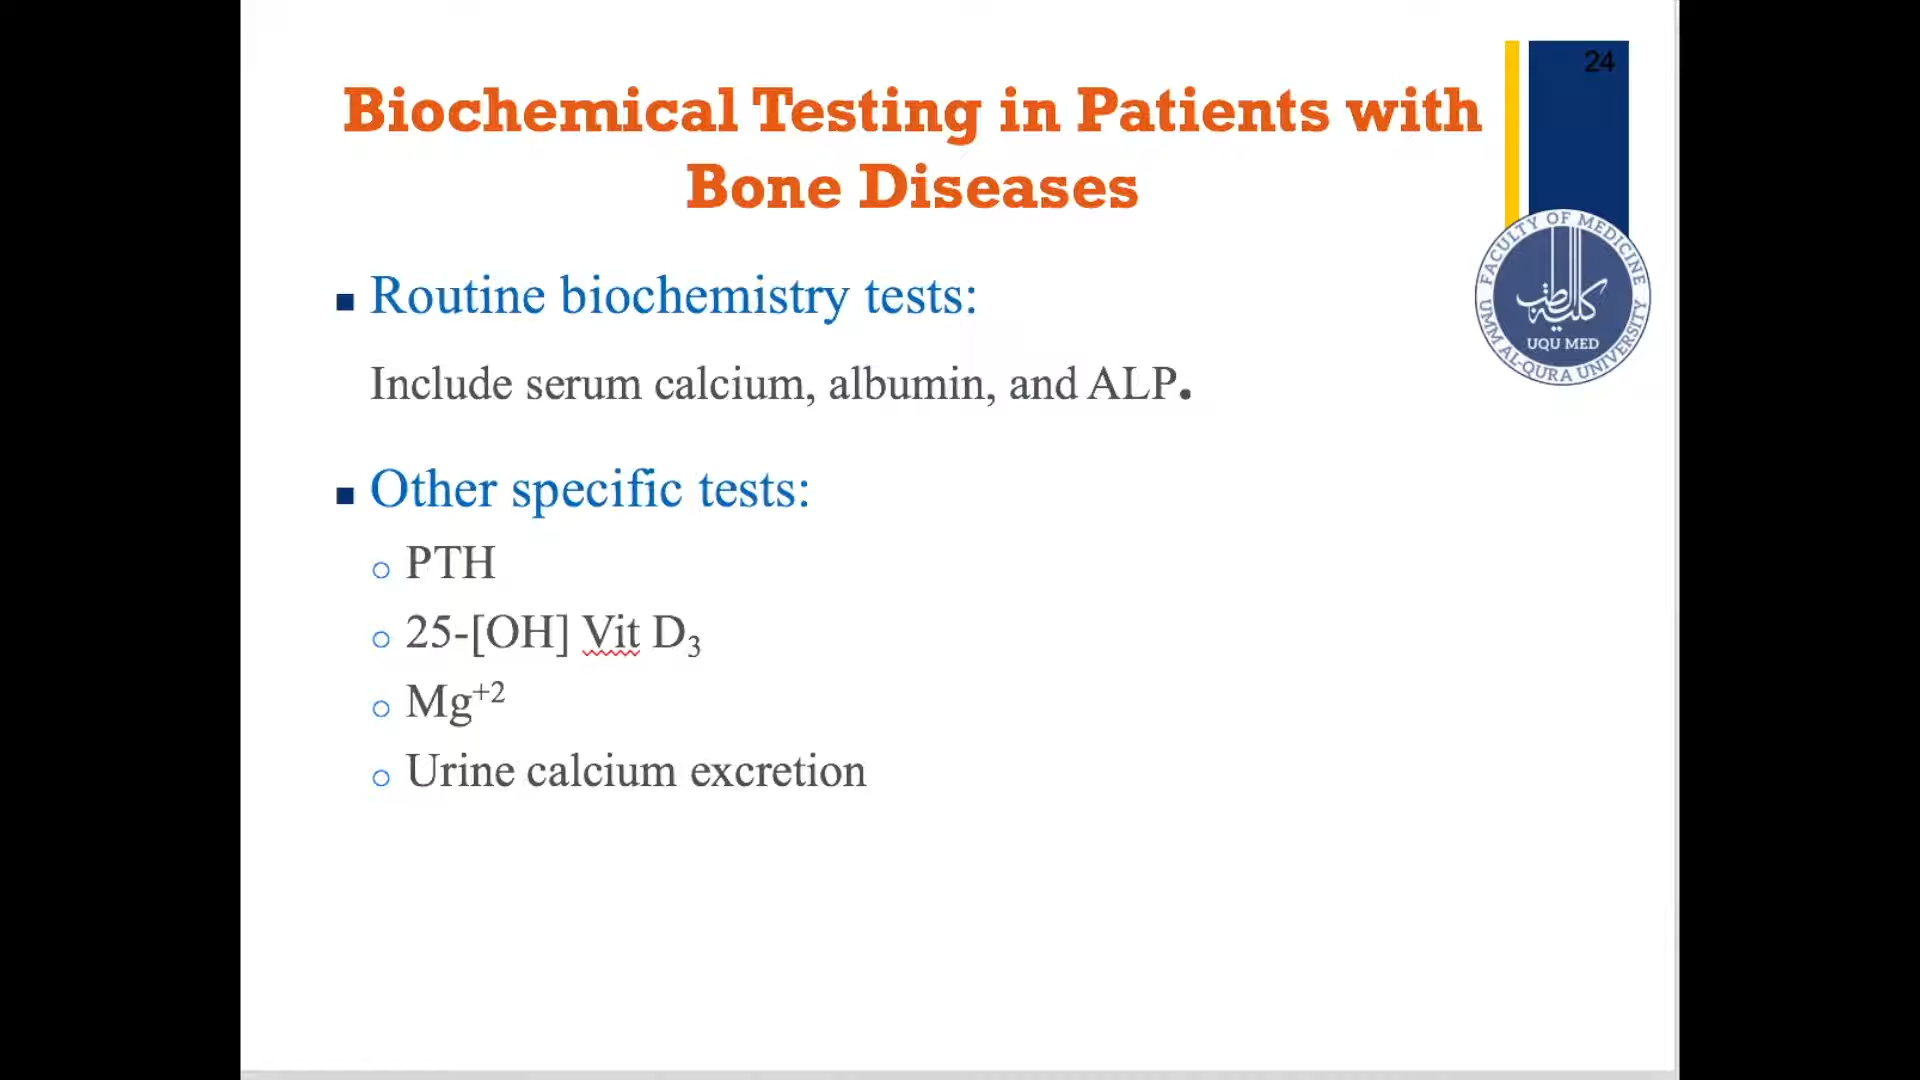 24
Biochemical Testing in Patients with
Bone Diseases
FACULTY OF MEDICINE
كلية الطب
UQU MED
UMM AL-QURA UNIVERSITY
▪ Routine biochemistry tests:
Include serum calcium, albumin, and ALP.
▪ Other specific tests:
○ PTH
○ 25-[OH] Vit D₃
○ Mg⁺²
○ Urine calcium excretion